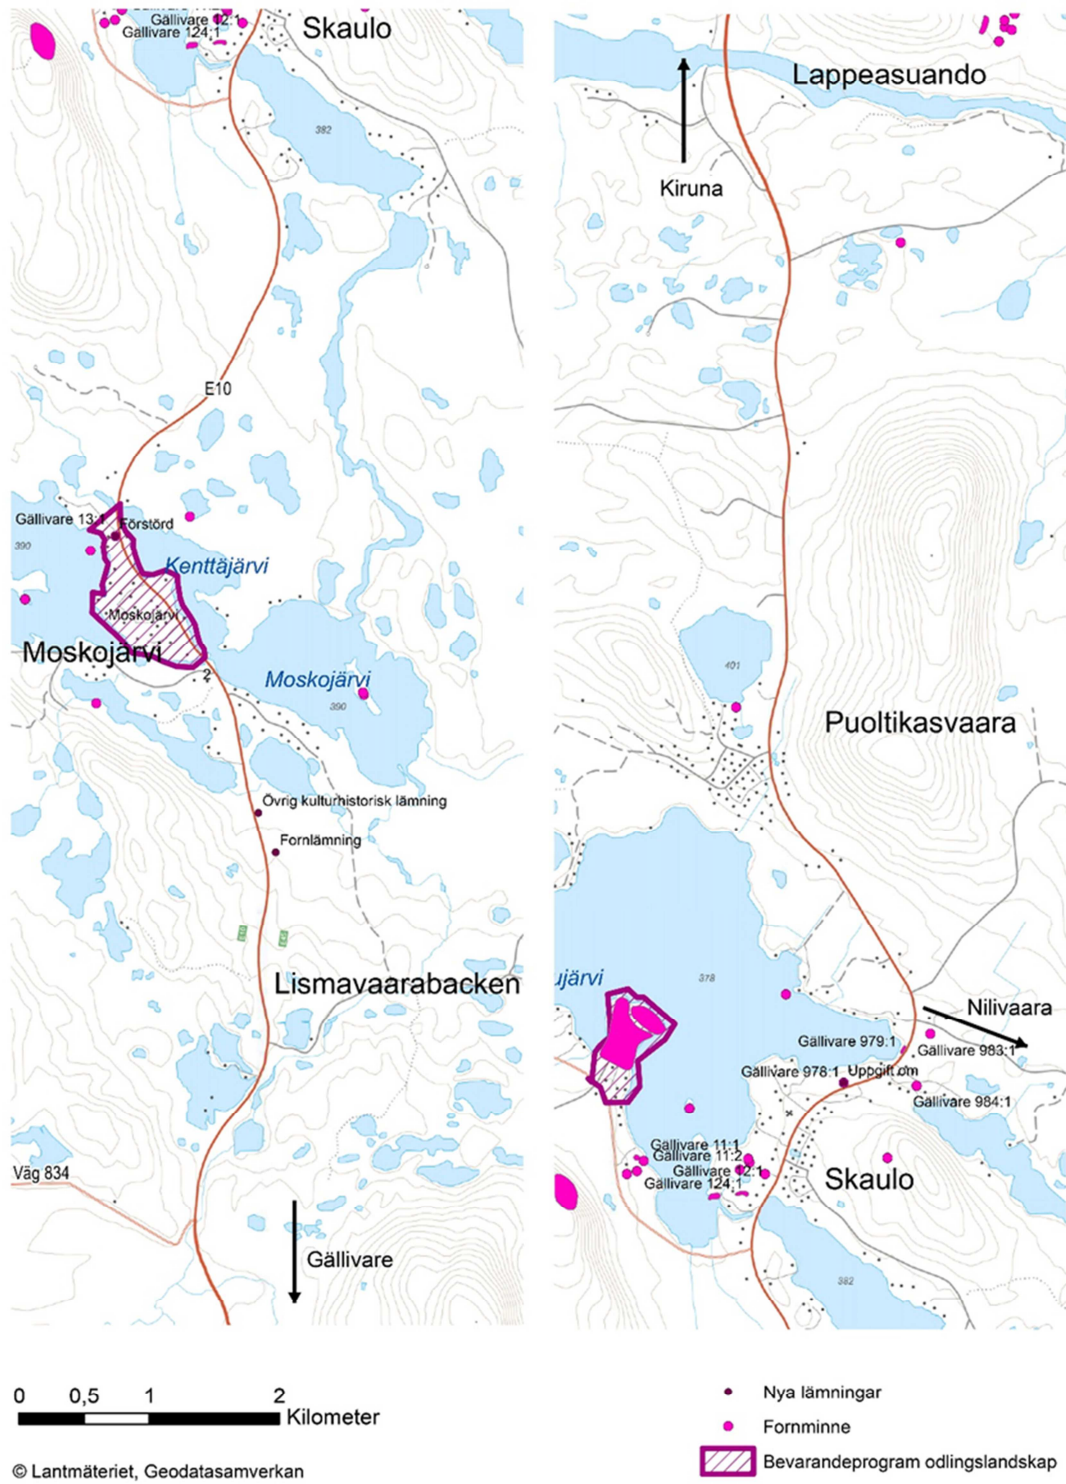 Gällivare 12:1
Gällivare 124:1
Skaulo
382
E10
Gällivare 13:1
Förstörd
390
Kenttäjärvi
Moskojärvi
Moskojärvi
2
Moskojärvi
390
Övrig kulturhistorisk lämning
Fornlämning
E10
E10
Lismavaarabacken
Väg 834
Gällivare
Lappeasuando
Kiruna
401
Puoltikasvaara
ujärvi
378
Nilivaara
Gällivare 979:1
Gällivare 983:1
Gällivare 978:1
Uppgift om
Gällivare 984:1
Gällivare 11:1
Gällivare 11:2
Gällivare 12:1
Gällivare 124:1
Skaulo
382
0 0,5 1 2
Kilometer
© Lantmäteriet, Geodatasamverkan
Nya lämningar
Fornminne
Bevarandeprogram odlingslandskap